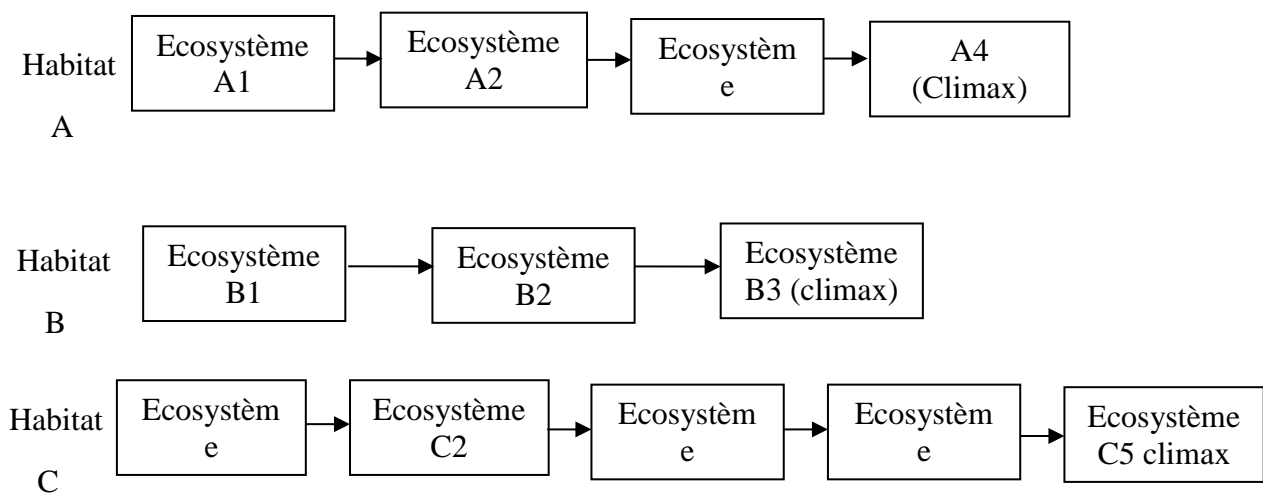 Habitat
A
Ecosystème
A1
Ecosystème
A2
Ecosystèm
e
A4
(Climax)
Habitat
B
Ecosystème
B1
Ecosystème
B2
Ecosystème
B3 (climax)
Habitat
C
Ecosystèm
e
Ecosystème
C2
Ecosystèm
e
Ecosystèm
e
Ecosystème
C5 climax